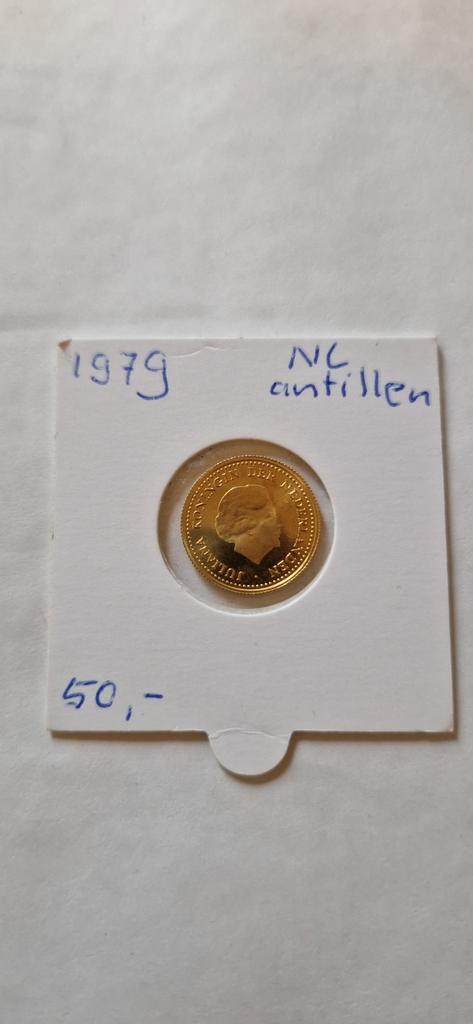 1979
NL
antillen
JULIANA KONINGIN DER NEDERLANDEN
50,-